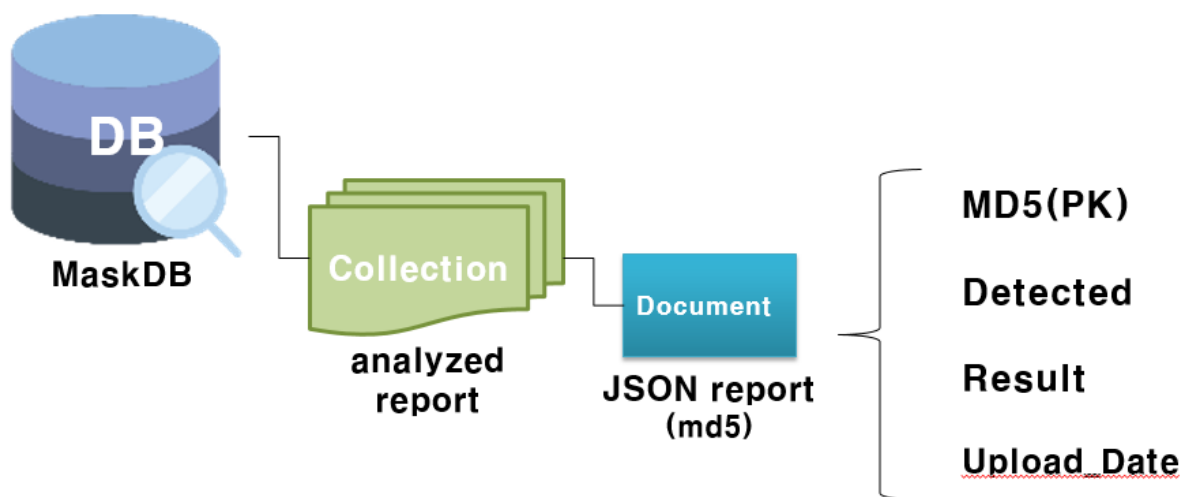 DB
MaskDB
Collection
analyzed
report
Document
JSON report
(md5)
MD5(PK)
Detected
Result
Upload_Date